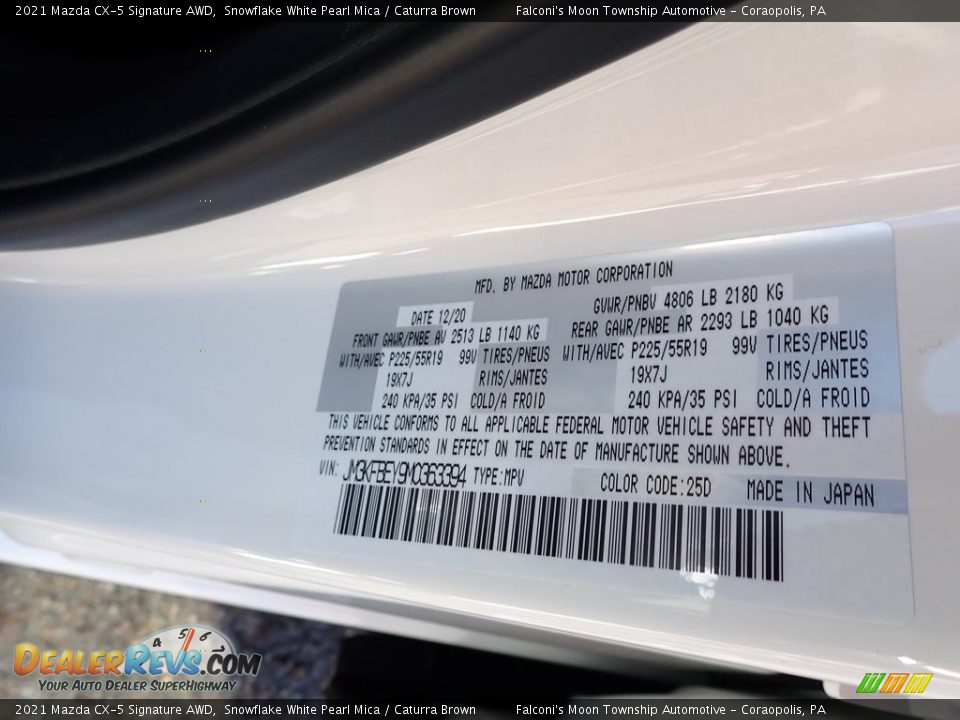 2021 Mazda CX-5 Signature AWD, Snowflake White Pearl Mica / Caturra Brown Falconi's Moon Township Automotive - Coraopolis, PA
MFD. BY MAZDA MOTOR CORPORATION
DATE 12/20 GVWR/PNBV 4806 LB 2180 KG
FRONT GAWR/PNBE AV 2513 LB 1140 KG REAR GAWR/PNBE AR 2293 LB 1040 KG
WITH/AVEC P225/55R19 99V TIRES/PNEUS WITH/AVEC P225/55R19 99V TIRES/PNEUS
19X7J RIMS/JANTES 19X7J RIMS/JANTES
240 KPA/35 PSI COLD/A FROID 240 KPA/35 PSI COLD/A FROID
THIS VEHICLE CONFORMS TO ALL APPLICABLE FEDERAL MOTOR VEHICLE SAFETY AND THEFT
PREVENTION STANDARDS IN EFFECT ON THE DATE OF MANUFACTURE SHOWN ABOVE.
VIN: JM3KFBEY9M0363394 TYPE:MPV COLOR CODE:25D MADE IN JAPAN
4 5 6
DealerRevs.com
Your Auto Dealer SuperHighway
2021 Mazda CX-5 Signature AWD, Snowflake White Pearl Mica / Caturra Brown Falconi's Moon Township Automotive - Coraopolis, PA